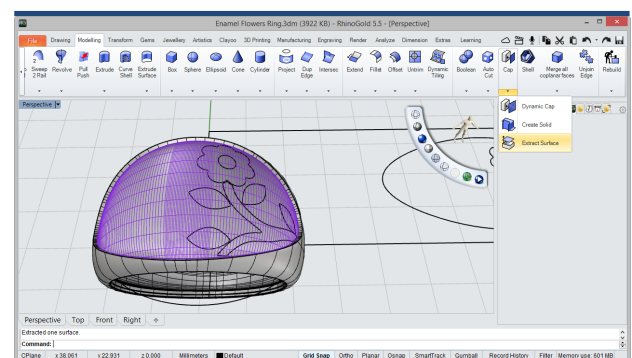 Enamel Flowers Ring.3dm (3922 KB) - RhinoGold 5.5 - [Perspective]
File Drawing Modelling Transform Gems Jewellery Artistics Clayoo 3D Printing Manufacturing Engraving Render Analyze Dimension Extras Learning
Sweep 2 Rail Revolve Pull Push Extrude Curve Shell Extrude Surface Box Sphere Ellipsoid Cone Cylinder Project Dup Edge Intersec Extend Fillet Offset Untrim Dynamic Tiling Boolean Auto Cut Cap Shell Merge all coplanar faces Unjoin Edge Rebuild
Perspective
Dynamic Cap
Create Solid
Extract Surface
Perspective Top Front Right
Extracted one surface.
Command:
CPlane x 38.061 y 22.931 z 0.000 Millimeters Default Grid Snap Ortho Planar Osnap SmartTrack Gumball Record History Filter Memory use: 601 MB